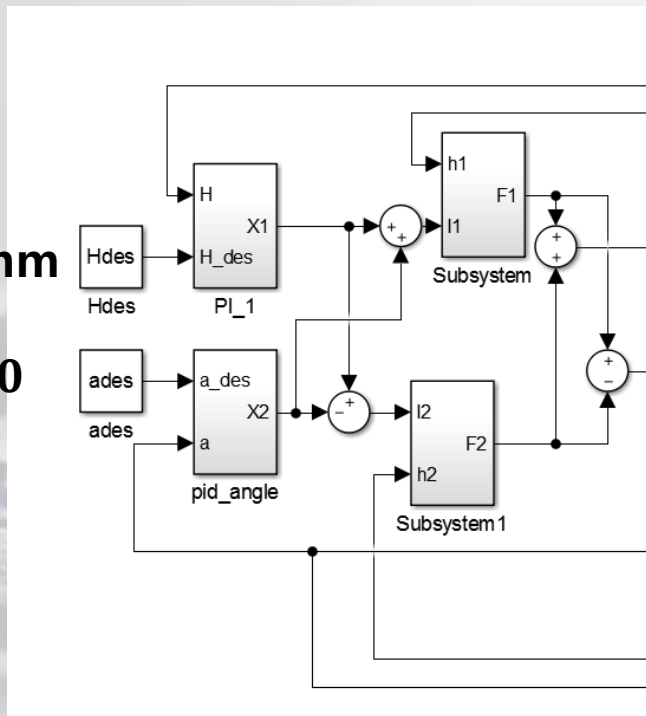 h1
H
F1
X1
+
+
I1
+
+
mm
Hdes
H_des
Subsystem
Hdes
PI_1
0
ades
a_des
+
−
X2
−
+
I2
ades
a
F2
h2
pid_angle
Subsystem1